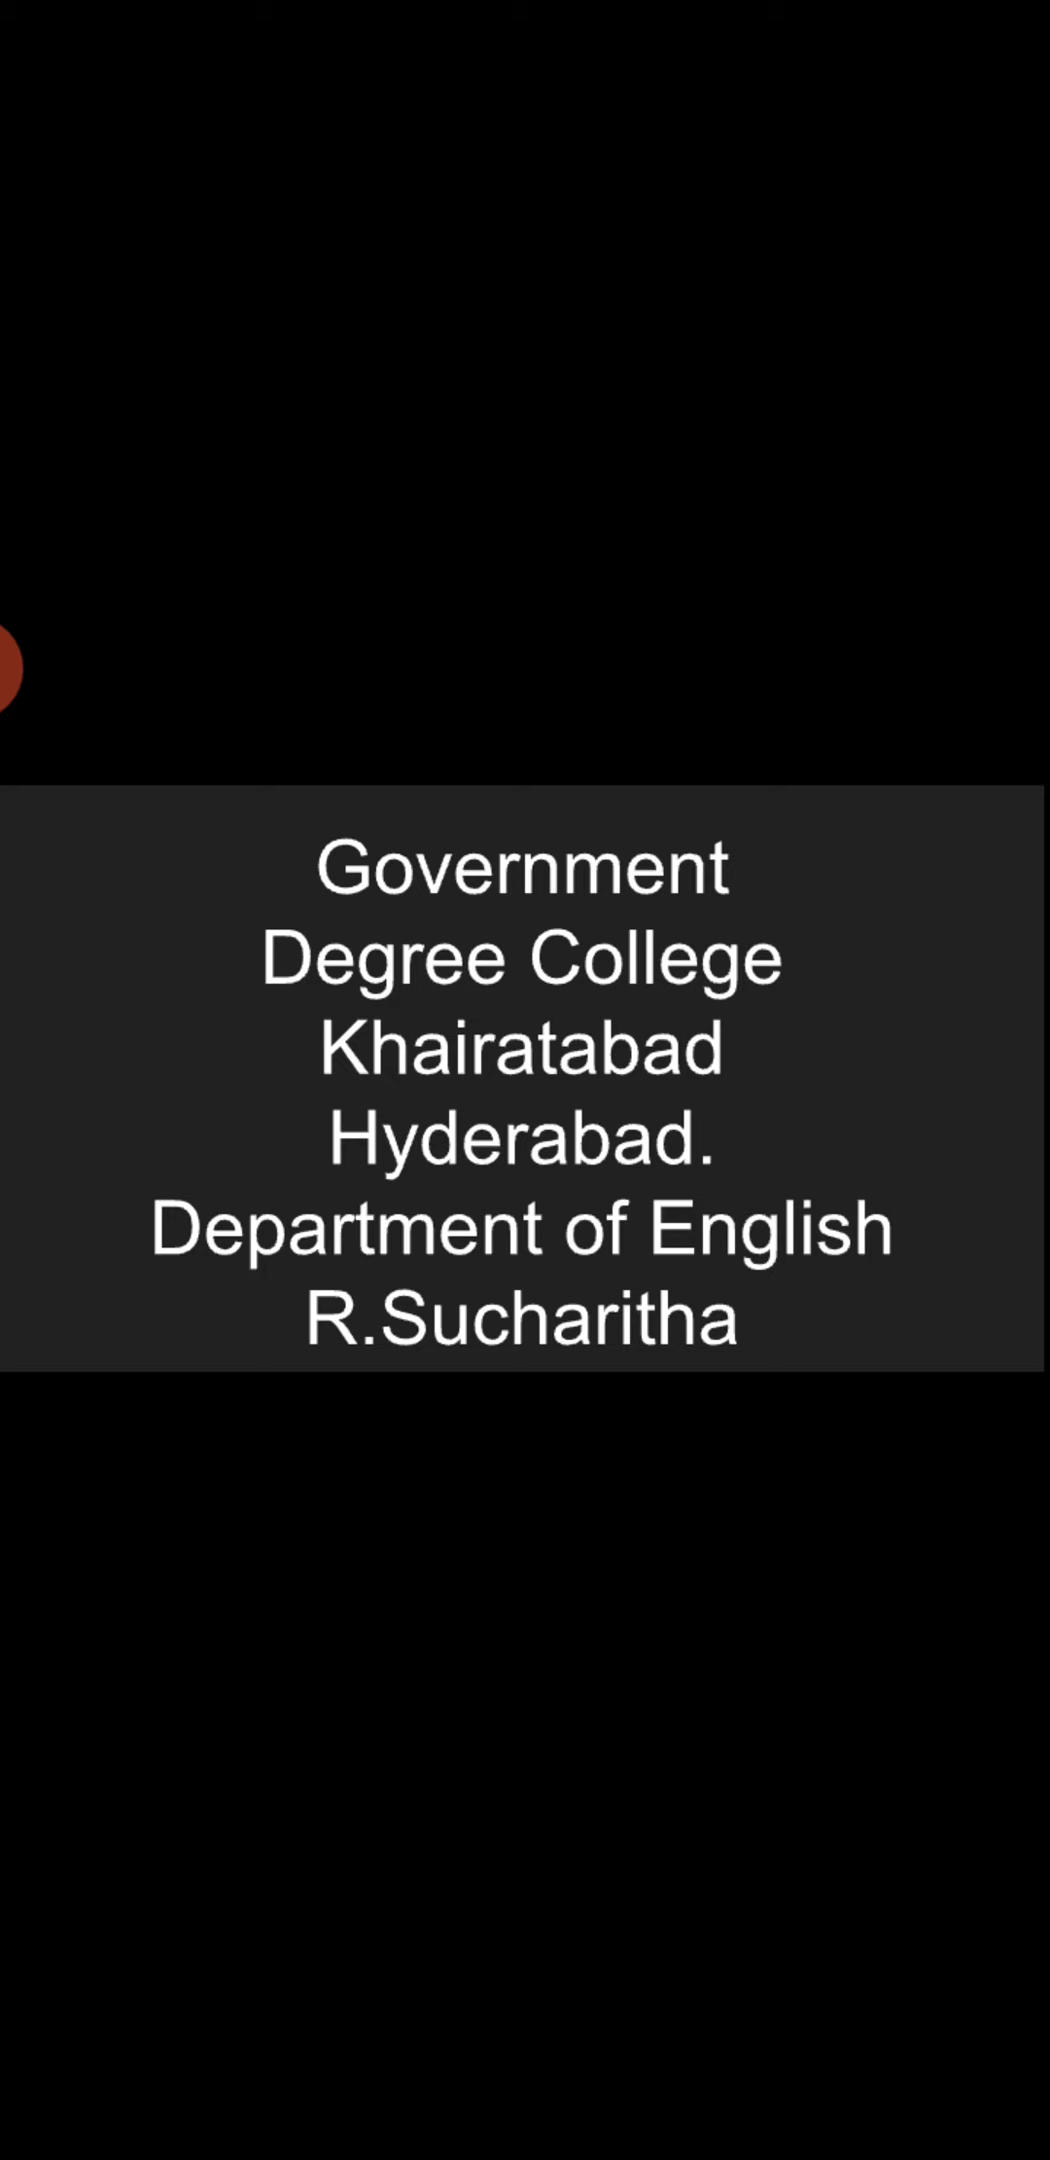 Government
Degree College
Khairatabad
Hyderabad.
Department of English
R.Sucharitha